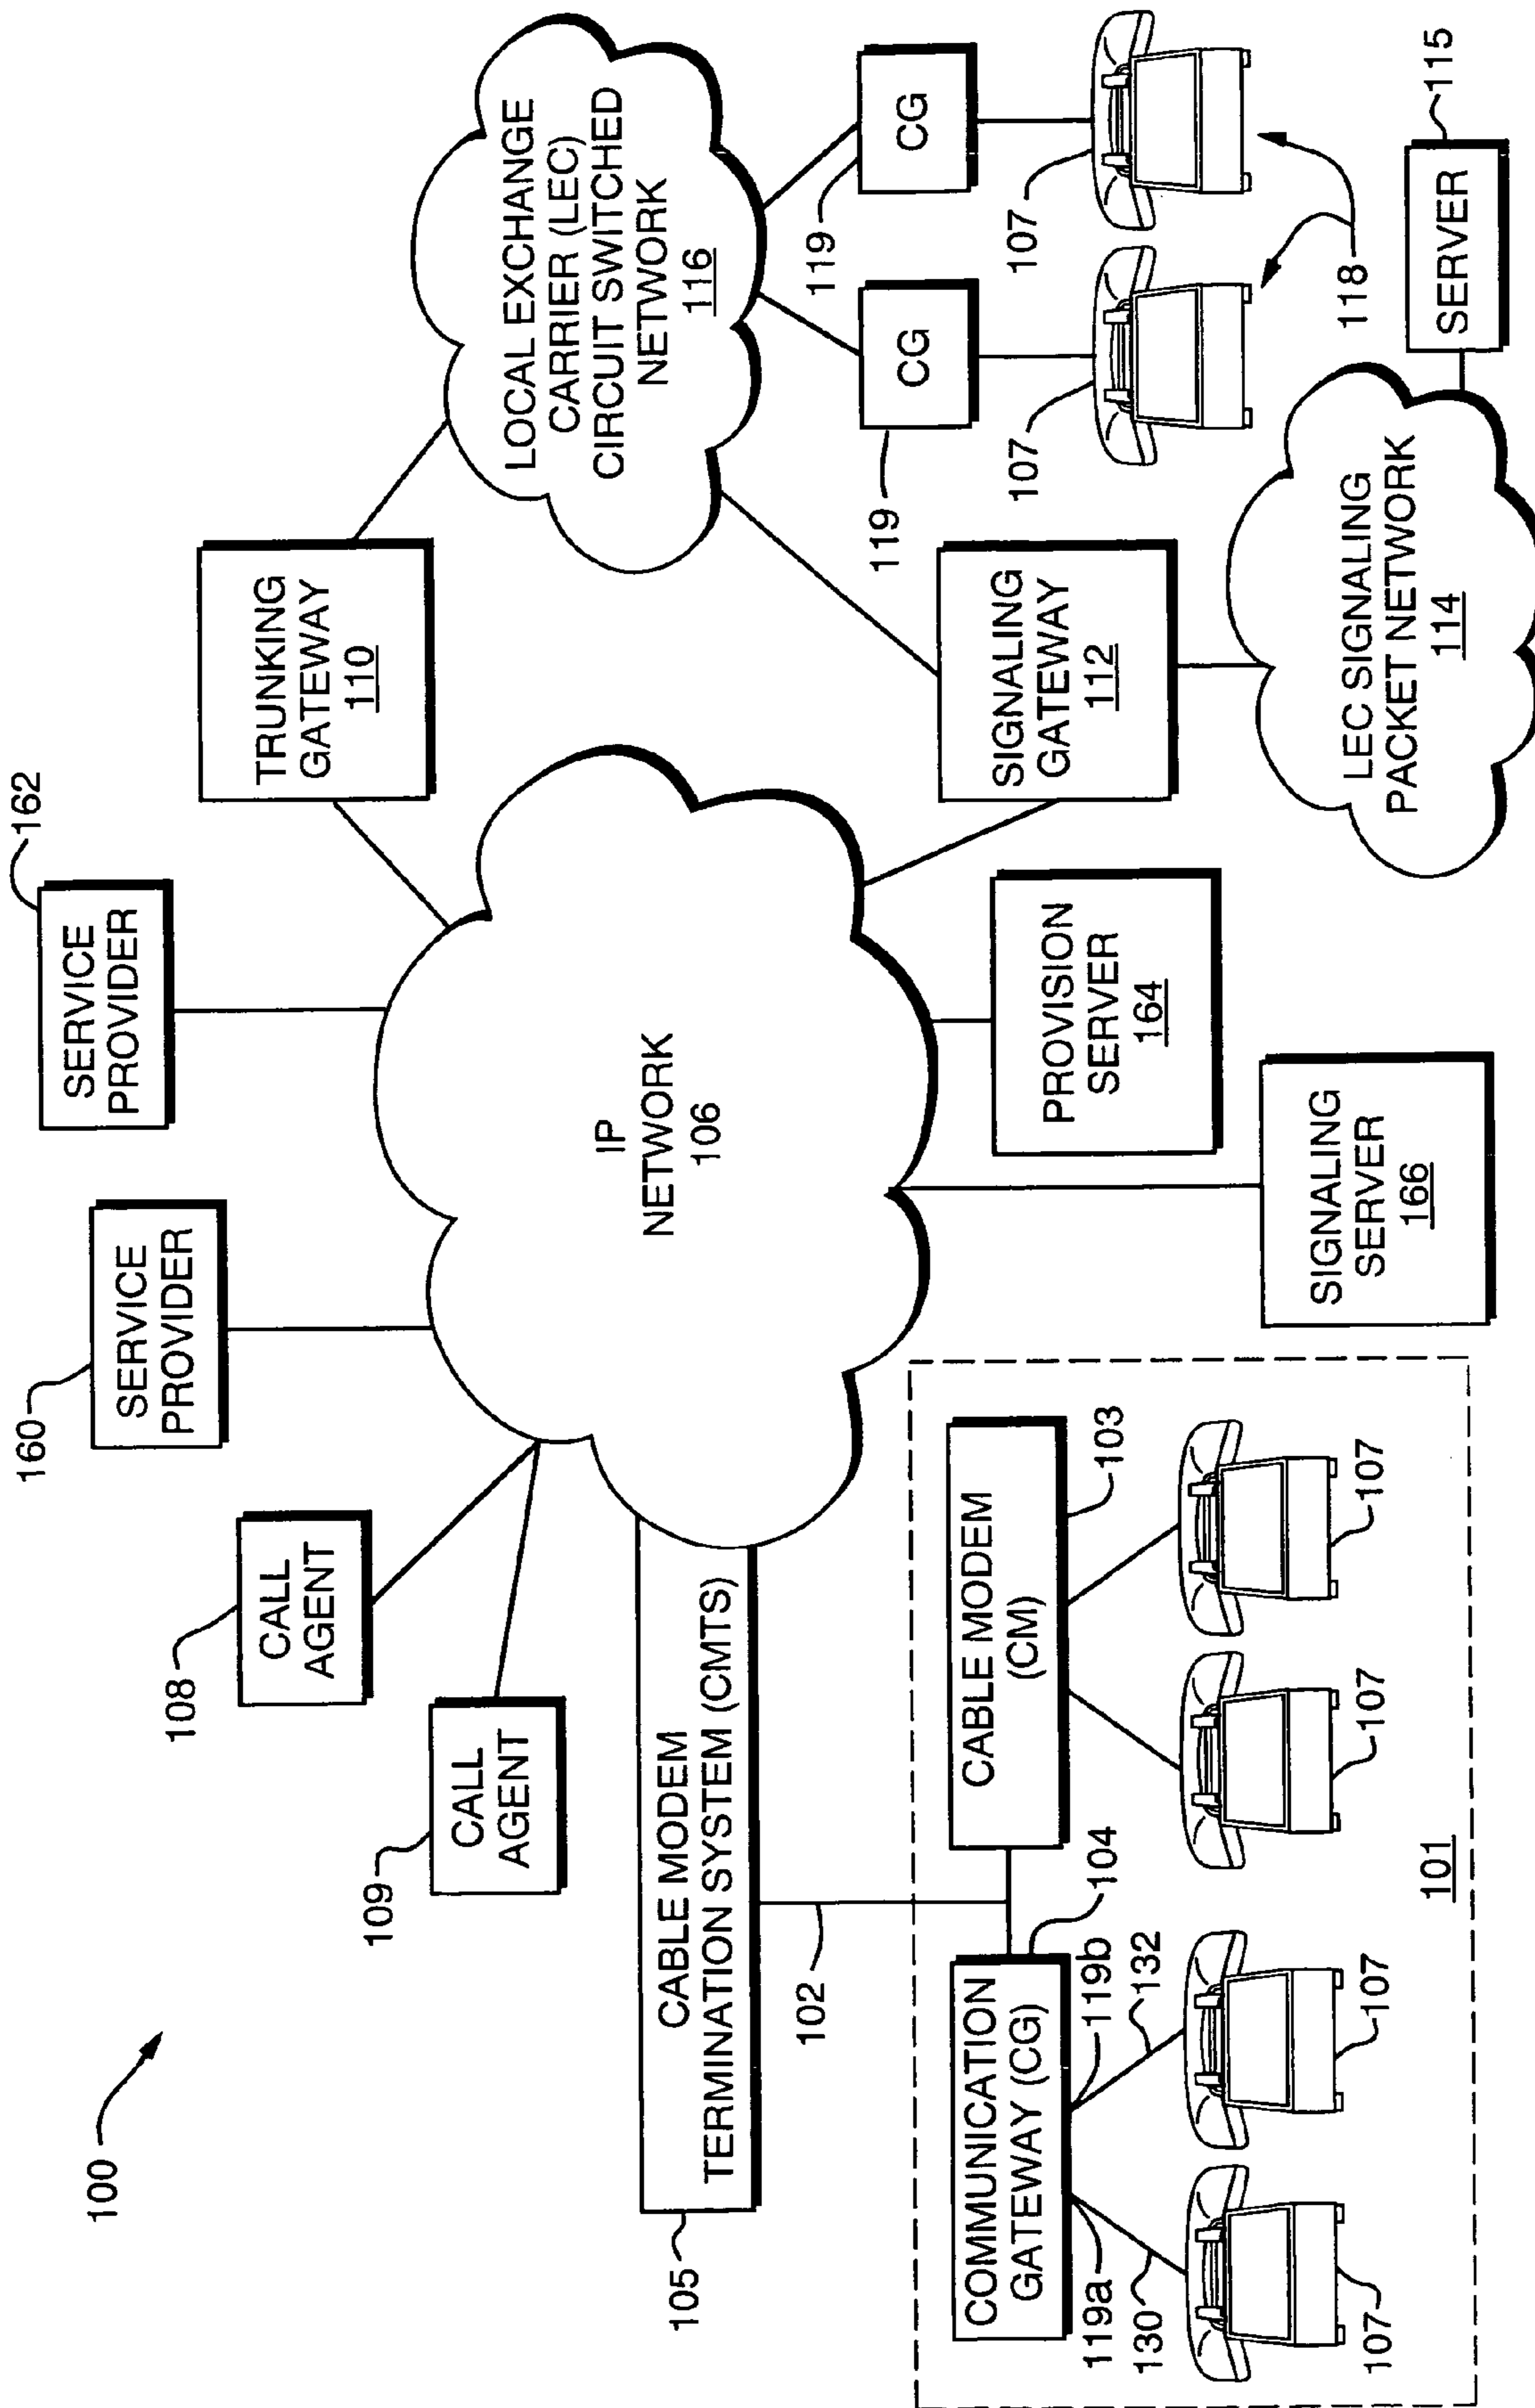 100
160
SERVICE
PROVIDER
162
SERVICE
PROVIDER
108
CALL
AGENT
109
CALL
AGENT
TRUNKING
GATEWAY
110
LOCAL EXCHANGE
CARRIER (LEC)
CIRCUIT SWITCHED
NETWORK
116
105
CABLE MODEM
TERMINATION SYSTEM (CMTS)
IP
NETWORK
106
102
119
CG
119
CG
107
107
118
SIGNALING
GATEWAY
112
PROVISION
SERVER
164
SIGNALING
SERVER
166
LEC SIGNALING
PACKET NETWORK
114
SERVER
115
COMMUNICATION
GATEWAY (CG)
104
CABLE MODEM
(CM)
103
119a
119b
130
132
107
107
107
107
101